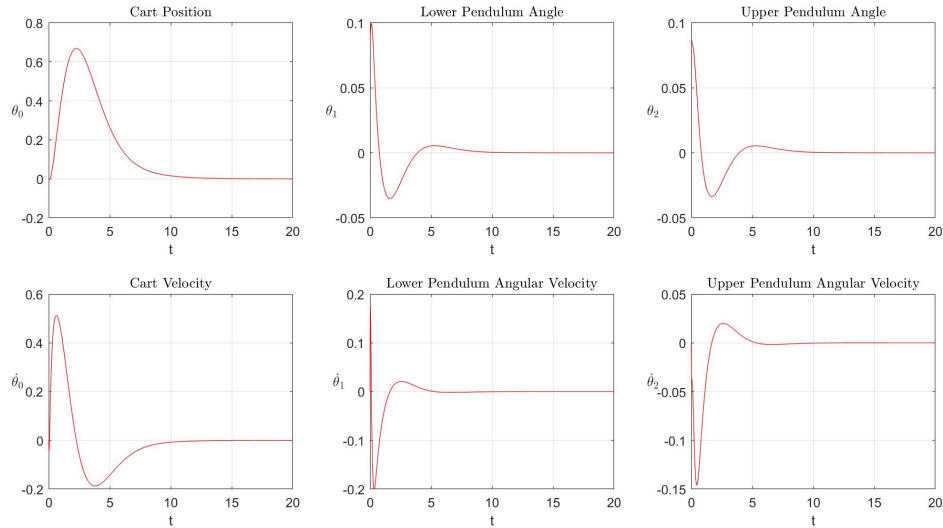 Cart Position
0.8
0.6
0.4
0.2
0
-0.2
θ₀
0 5 10 15 20
t
Lower Pendulum Angle
0.1
0.05
0
-0.05
θ₁
0 5 10 15 20
t
Upper Pendulum Angle
0.1
0.05
0
-0.05
θ₂
0 5 10 15 20
t
Cart Velocity
0.6
0.4
0.2
0
-0.2
θ̇₀
0 5 10 15 20
t
Lower Pendulum Angular Velocity
0.2
0.1
0
-0.1
-0.2
θ̇₁
0 5 10 15 20
t
Upper Pendulum Angular Velocity
0.05
0
-0.05
-0.1
-0.15
θ̇₂
0 5 10 15 20
t